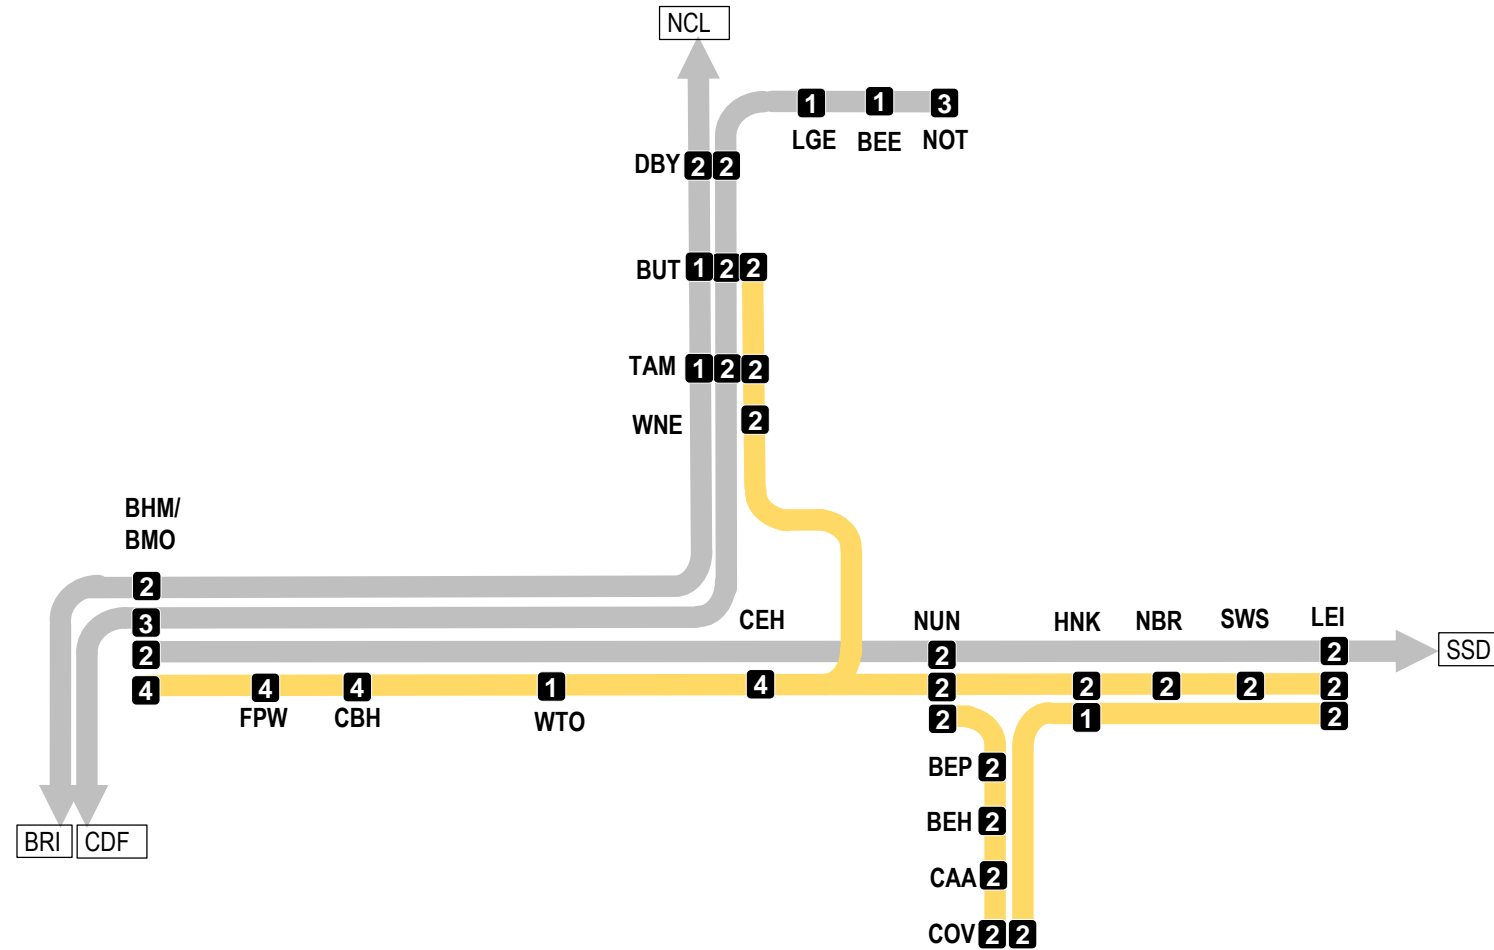 NCL
1 1 3
LGE BEE NOT
DBY 2 2
BUT 1 2 2
TAM 1 2 2
WNE 2
BHM/
BMO
2
3
CEH NUN HNK NBR SWS LEI
2 2 2 SSD
4 4 4 1 4 2 2 2 2 2
FPW CBH WTO
2 1 2
BEP 2
BEH 2
BRI CDF
CAA 2
COV 2 2